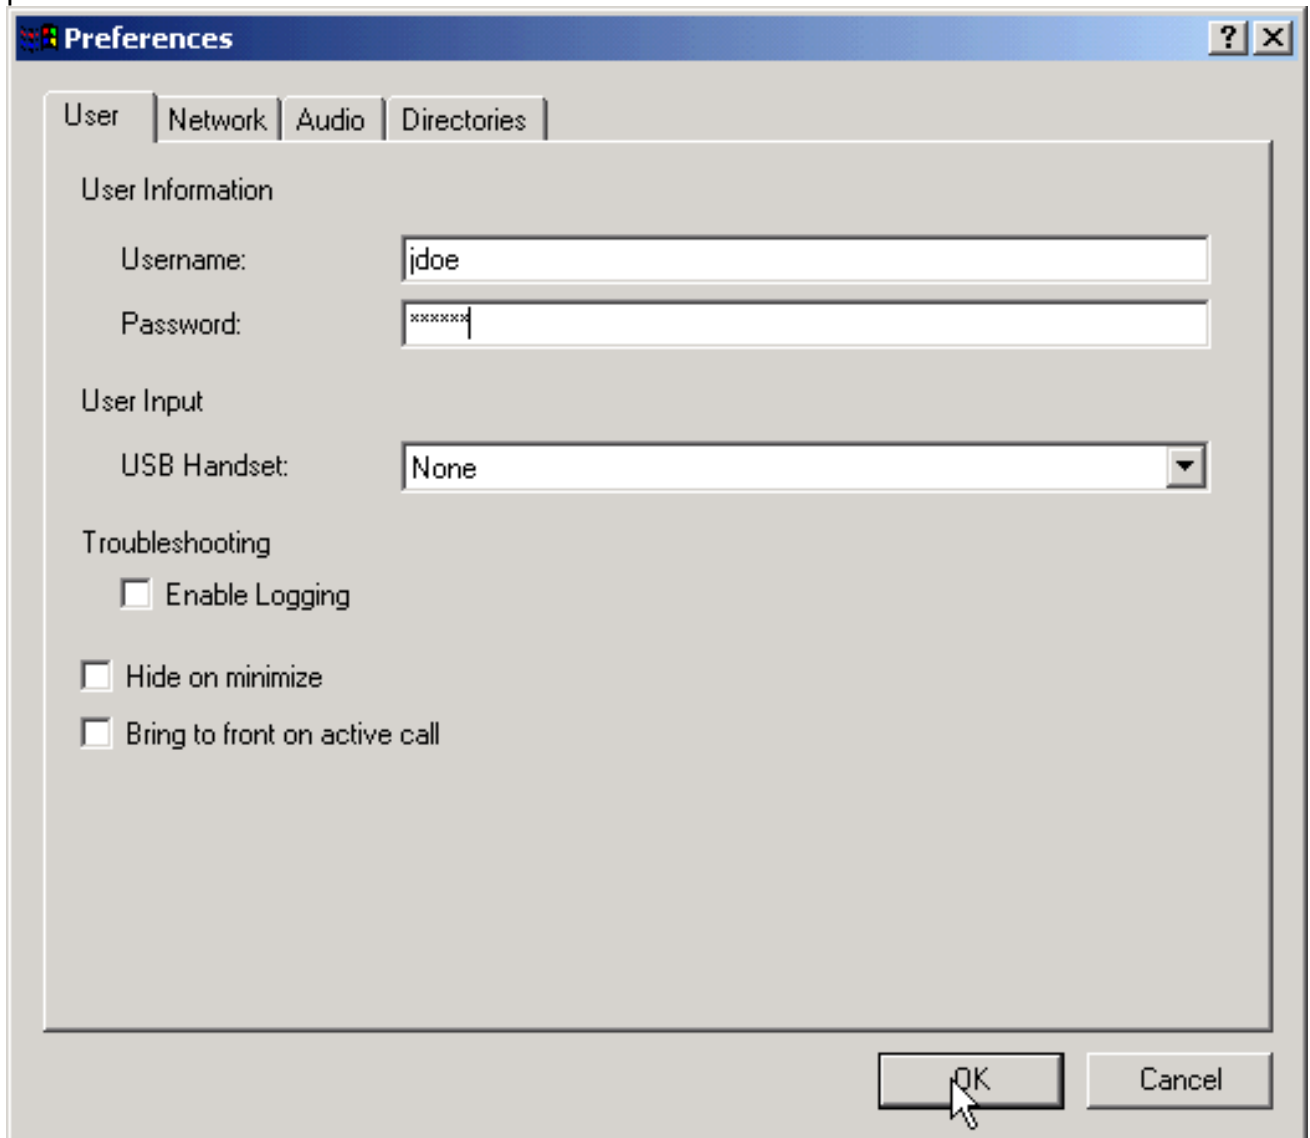 Preferences
User Network Audio Directories
User Information
Username: jdoe
Password: ******
User Input
USB Handset: None
Troubleshooting
Enable Logging
Hide on minimize
Bring to front on active call
OK Cancel